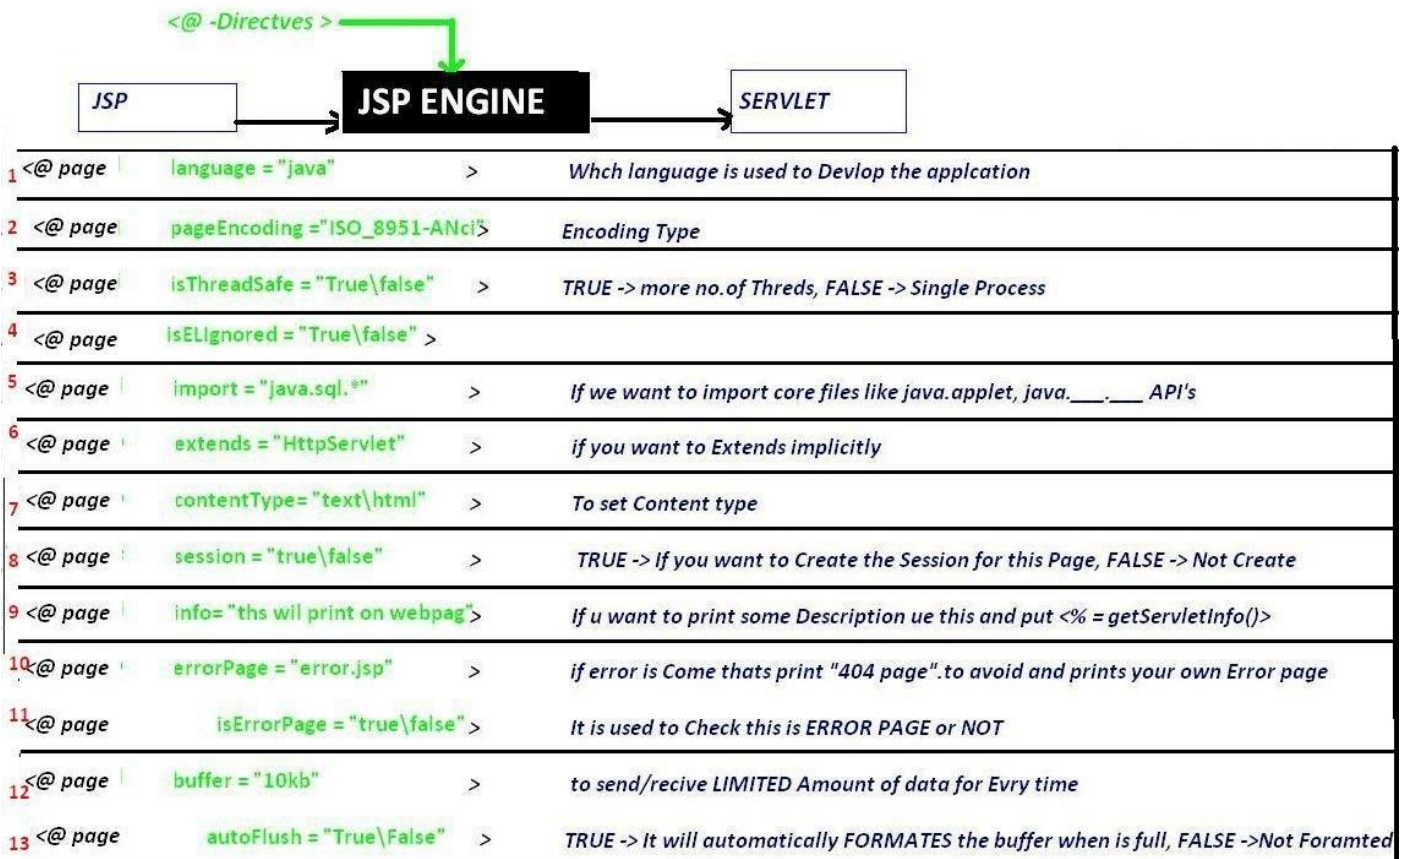 <@ -Directves >
JSP
JSP ENGINE
SERVLET
1 <@ page language = "java" > Whch language is used to Devlop the applcation
2 <@ page pageEncoding ="ISO_8951-ANci"> Encoding Type
3 <@ page isThreadSafe = "True\false" > TRUE -> more no.of Threds, FALSE -> Single Process
4 <@ page isELIgnored = "True\false" >
5 <@ page import = "java.sql.*" > If we want to import core files like java.applet, java.___.___ API's
6 <@ page extends = "HttpServlet" > if you want to Extends implicitly
7 <@ page contentType= "text\html" > To set Content type
8 <@ page session = "true\false" > TRUE -> If you want to Create the Session for this Page, FALSE -> Not Create
9 <@ page info= "ths wil print on webpag"> If u want to print some Description ue this and put <% = getServletInfo()>
10 <@ page errorPage = "error.jsp" > if error is Come thats print "404 page".to avoid and prints your own Error page
11 <@ page isErrorPage = "true\false" > It is used to Check this is ERROR PAGE or NOT
12 <@ page buffer = "10kb" > to send/recive LIMITED Amount of data for Evry time
13 <@ page autoFlush = "True\False" > TRUE -> It will automatically FORMATES the buffer when is full, FALSE ->Not Foramted